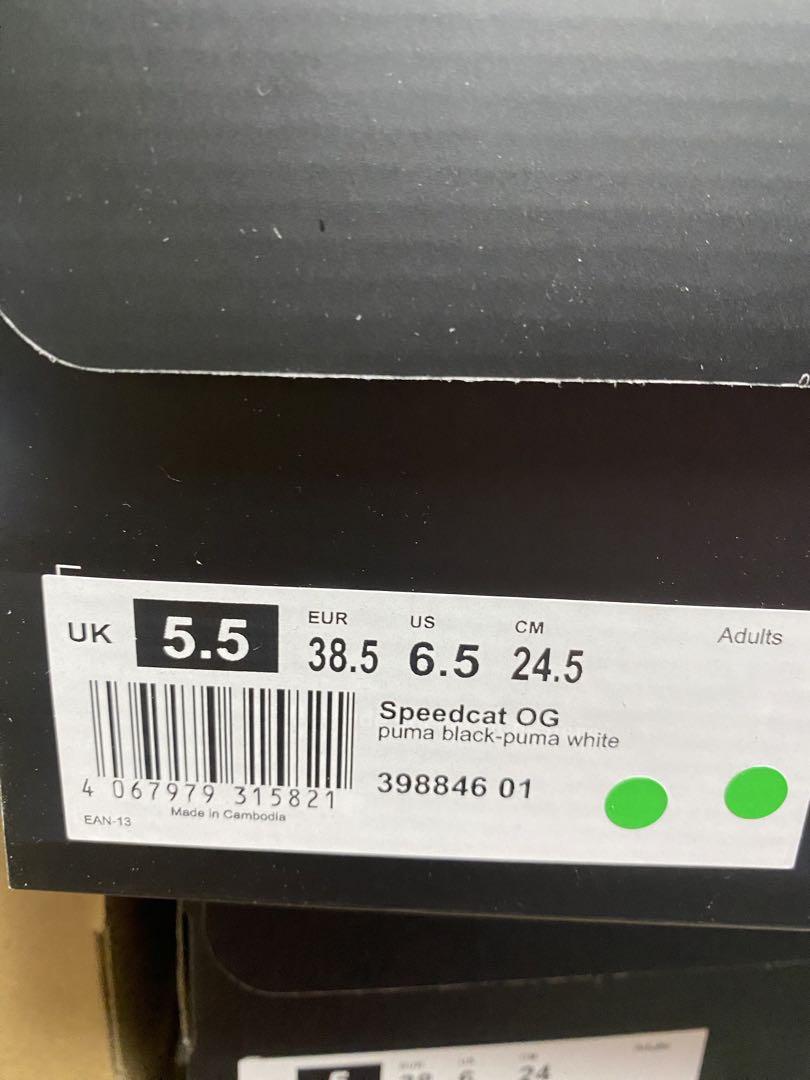 UK 5.5 EUR 38.5 US 6.5 CM 24.5 Adults
Speedcat OG
puma black-puma white
398846 01
4 067979 315821
EAN-13 Made in Cambodia
24